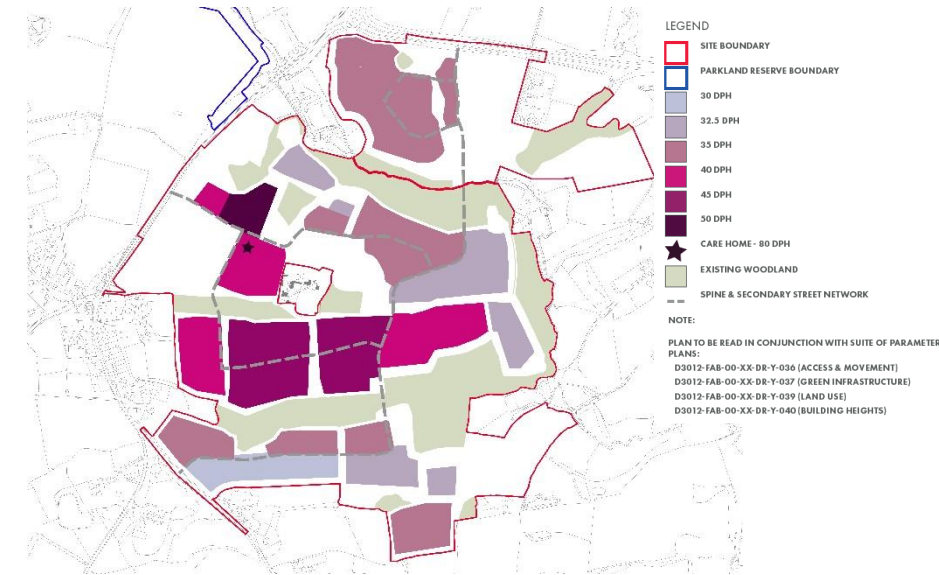 LEGEND
SITE BOUNDARY
PARKLAND RESERVE BOUNDARY
30 DPH
32.5 DPH
35 DPH
40 DPH
45 DPH
50 DPH
CARE HOME - 80 DPH
EXISTING WOODLAND
SPINE & SECONDARY STREET NETWORK
NOTE:
PLAN TO BE READ IN CONJUNCTION WITH SUITE OF PARAMETER
PLANS:
D3012-FAB-00-XX-DR-Y-036 (ACCESS & MOVEMENT)
D3012-FAB-00-XX-DR-Y-037 (GREEN INFRASTRUCTURE)
D3012-FAB-00-XX-DR-Y-039 (LAND USE)
D3012-FAB-00-XX-DR-Y-040 (BUILDING HEIGHTS)